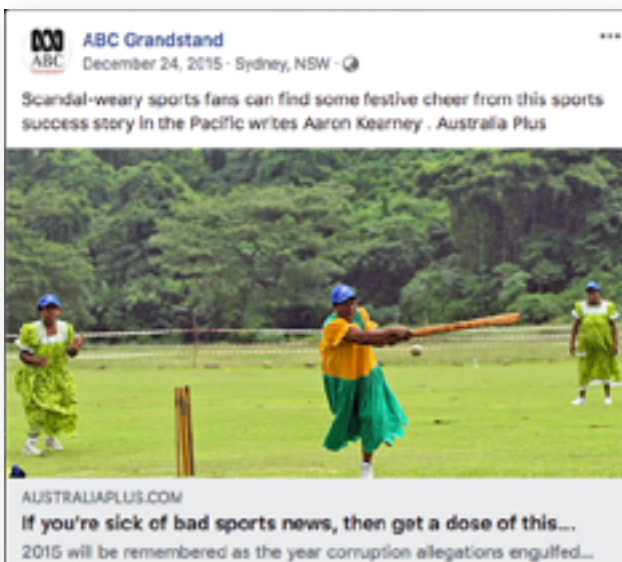 ABC
ABC Grandstand
December 24, 2015 · Sydney, NSW ·
Scandal-weary sports fans can find some festive cheer from this sports
success story in the Pacific writes Aaron Kearney . Australia Plus
AUSTRALIAPLUS.COM
If you're sick of bad sports news, then get a dose of this...
2015 will be remembered as the year corruption allegations engulfed...